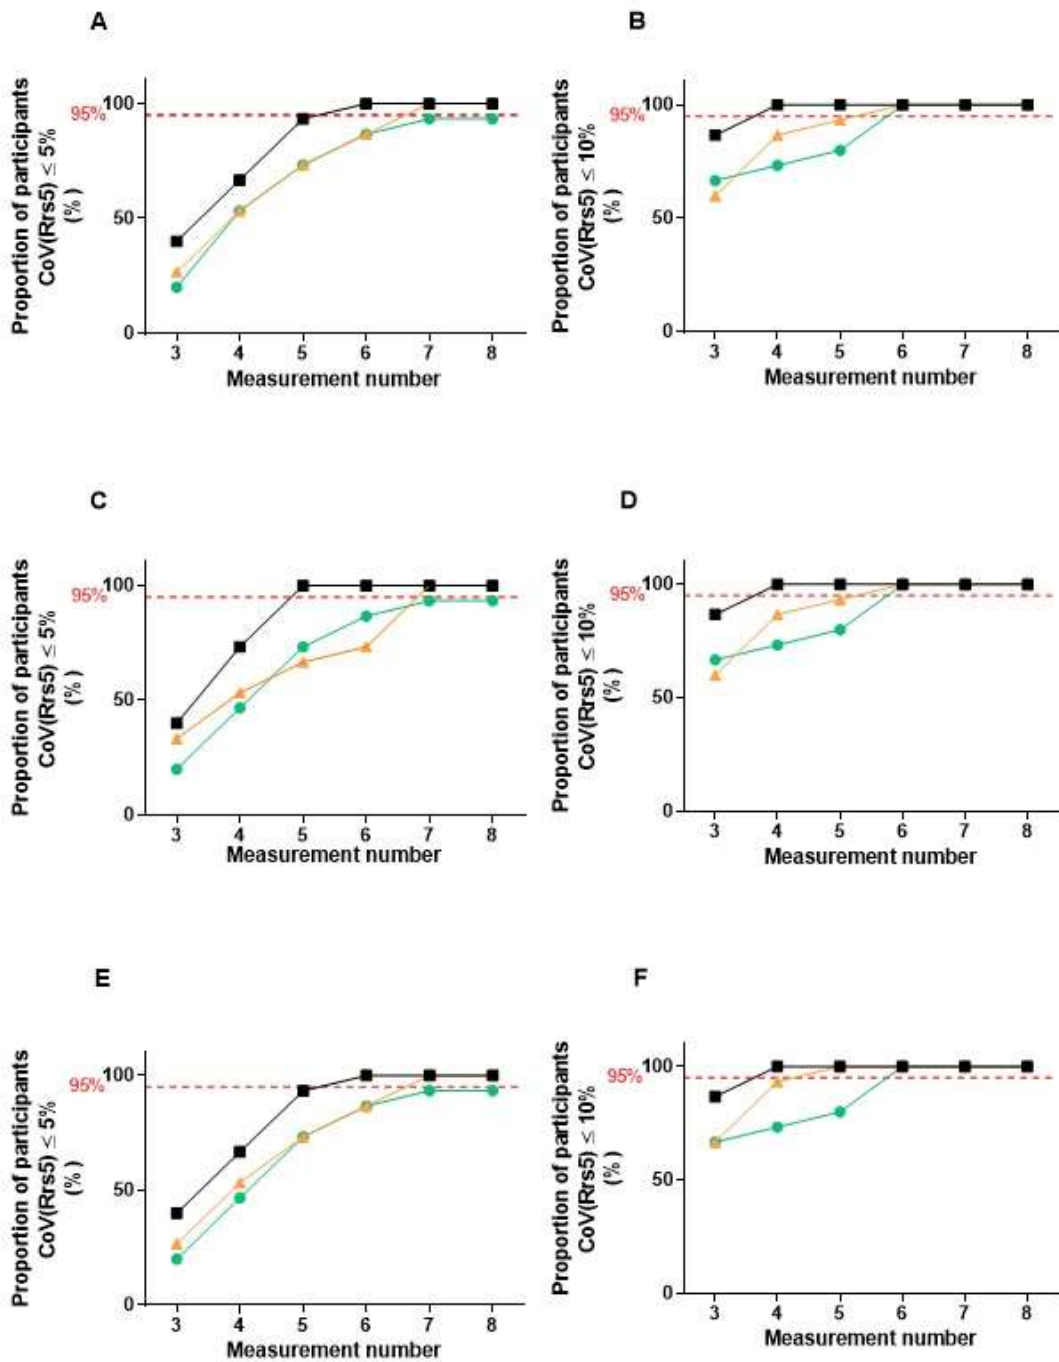 A
Proportion of participants
CoV(Rrs5) ≤ 5%
(% )
95%
100
50
0
3 4 5 6 7 8
Measurement number
B
Proportion of participants
CoV(Rrs5) ≤ 10%
(% )
95%
100
50
0
3 4 5 6 7 8
Measurement number
C
Proportion of participants
CoV(Rrs5) ≤ 5%
(% )
95%
100
50
0
3 4 5 6 7 8
Measurement number
D
Proportion of participants
CoV(Rrs5) ≤ 10%
(% )
95%
100
50
0
3 4 5 6 7 8
Measurement number
E
Proportion of participants
CoV(Rrs5) ≤ 5%
(% )
95%
100
50
0
3 4 5 6 7 8
Measurement number
F
Proportion of participants
CoV(Rrs5) ≤ 10%
(% )
95%
100
50
0
3 4 5 6 7 8
Measurement number